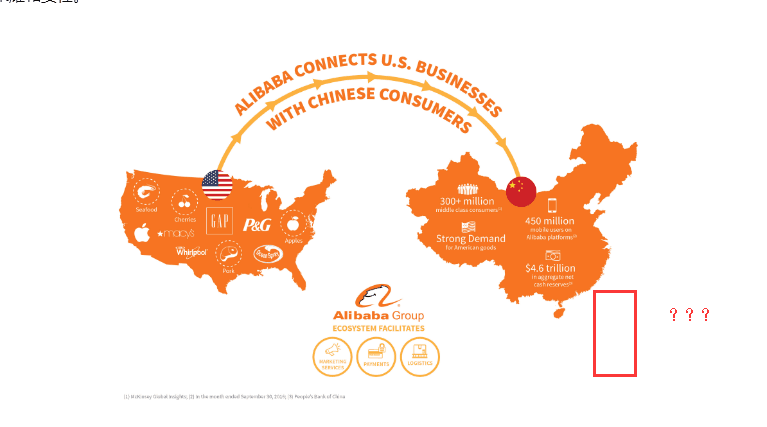 ALIBABA CONNECTS U.S. BUSINESSES
WITH CHINESE CONSUMERS
Seafood
Cherries
GAP
P&G
Apples
macy's
Whirlpool
Pork
Ocean Spray
300+ million
middle class consumers(1)
Strong Demand
for American goods
450 million
mobile users on
Alibaba platforms(2)
$4.6 trillion
in aggregate net
cash reserves(3)
？？？
Alibaba Group
ECOSYSTEM FACILITATES
MARKETING
SERVICES
PAYMENTS
LOGISTICS
(1) McKinsey Global Insights; (2) In the month ended September 30, 2016; (3) People's Bank of China